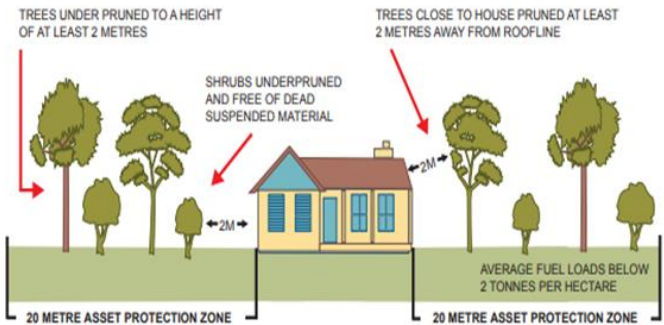 TREES UNDER PRUNED TO A HEIGHT
OF AT LEAST 2 METRES
TREES CLOSE TO HOUSE PRUNED AT LEAST
2 METRES AWAY FROM ROOFLINE
SHRUBS UNDERPRUNED
AND FREE OF DEAD
SUSPENDED MATERIAL
2M
2M
AVERAGE FUEL LOADS BELOW
2 TONNES PER HECTARE
20 METRE ASSET PROTECTION ZONE
20 METRE ASSET PROTECTION ZONE